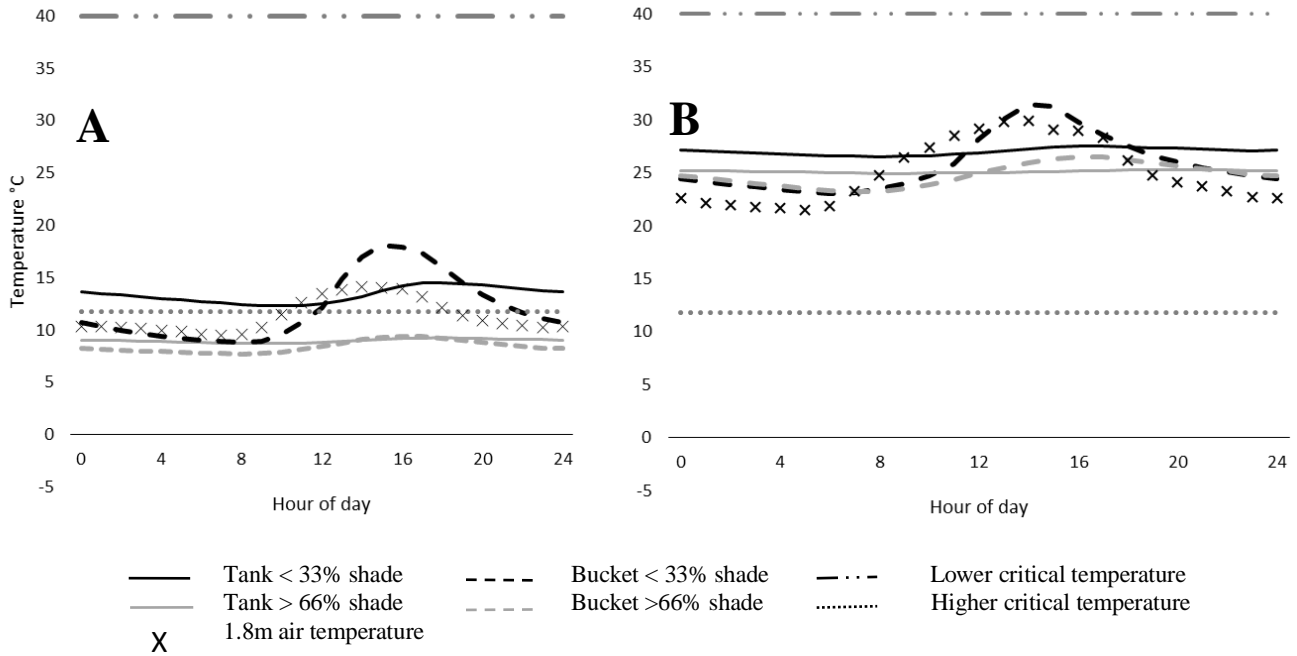 40
35
30
25
20
15
10
5
0
-5
Temperature ˚C
A
0 4 8 12 16 20 24
Hour of day
40
35
30
25
20
15
10
5
0
-5
B
0 4 8 12 16 20 24
Hour of day
Tank < 33% shade Bucket < 33% shade Lower critical temperature
Tank > 66% shade Bucket >66% shade Higher critical temperature
X 1.8m air temperature